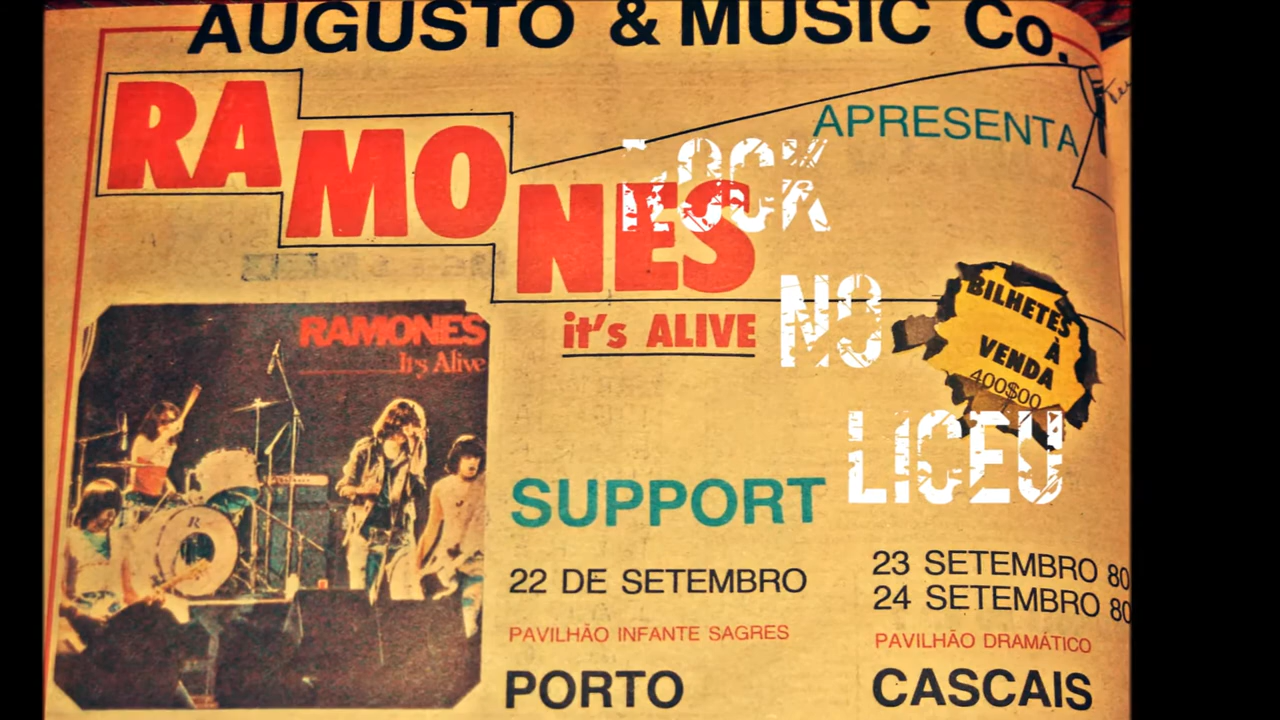 AUGUSTO & MUSIC Co.
APRESENTA
RAMONES
it's ALIVE
ROCK
NO
LICEU
BILHETES
À
VENDA
400$00
RAMONES
It's Alive
R
SUPPORT
22 DE SETEMBRO
PAVILHÃO INFANTE SAGRES
PORTO
23 SETEMBRO 80
24 SETEMBRO 80
PAVILHÃO DRAMÁTICO
CASCAIS